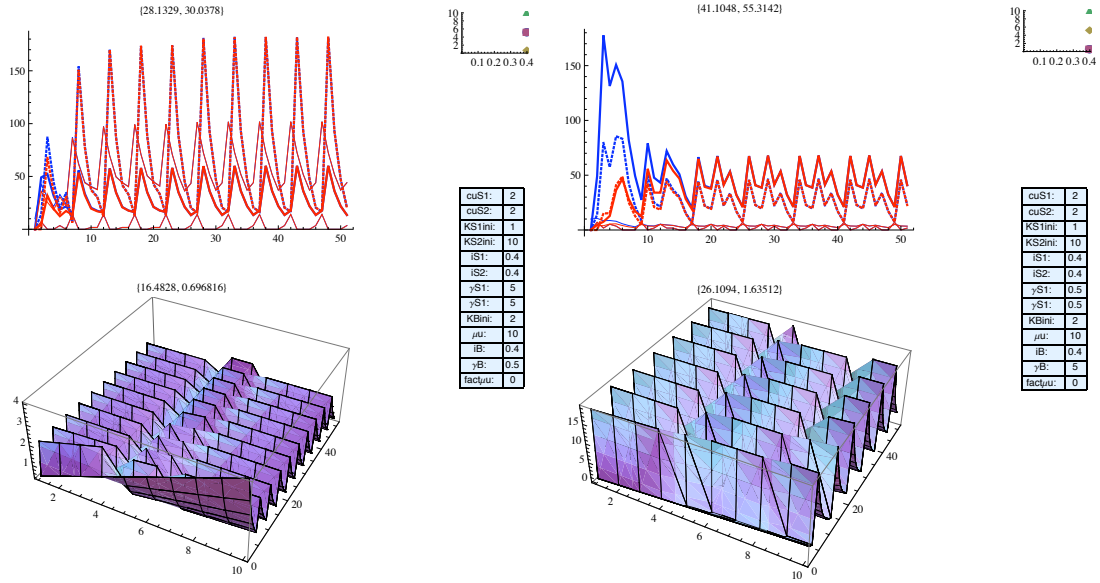 {28.1329, 30.0378}
150
100
50
10 20 30 40 50
10
8
6
4
2
0.1 0.2 0.3 0.4
cuS1: 2
cuS2: 2
KS1ini: 1
KS2ini: 10
iS1: 0.4
iS2: 0.4
γS1: 5
γS1: 5
KBini: 2
μu: 10
iB: 0.4
γB: 0.5
factμu: 0
{16.4828, 0.696816}
4
3
2
1
2 4 6 8 10
0 20 40
{41.1048, 55.3142}
150
100
50
10 20 30 40 50
10
8
6
4
2
0.1 0.2 0.3 0.4
cuS1: 2
cuS2: 2
KS1ini: 1
KS2ini: 10
iS1: 0.4
iS2: 0.4
γS1: 0.5
γS1: 0.5
KBini: 2
μu: 10
iB: 0.4
γB: 5
factμu: 0
{26.1094, 1.63512}
15
10
5
0
2 4 6 8 10
0 20 40